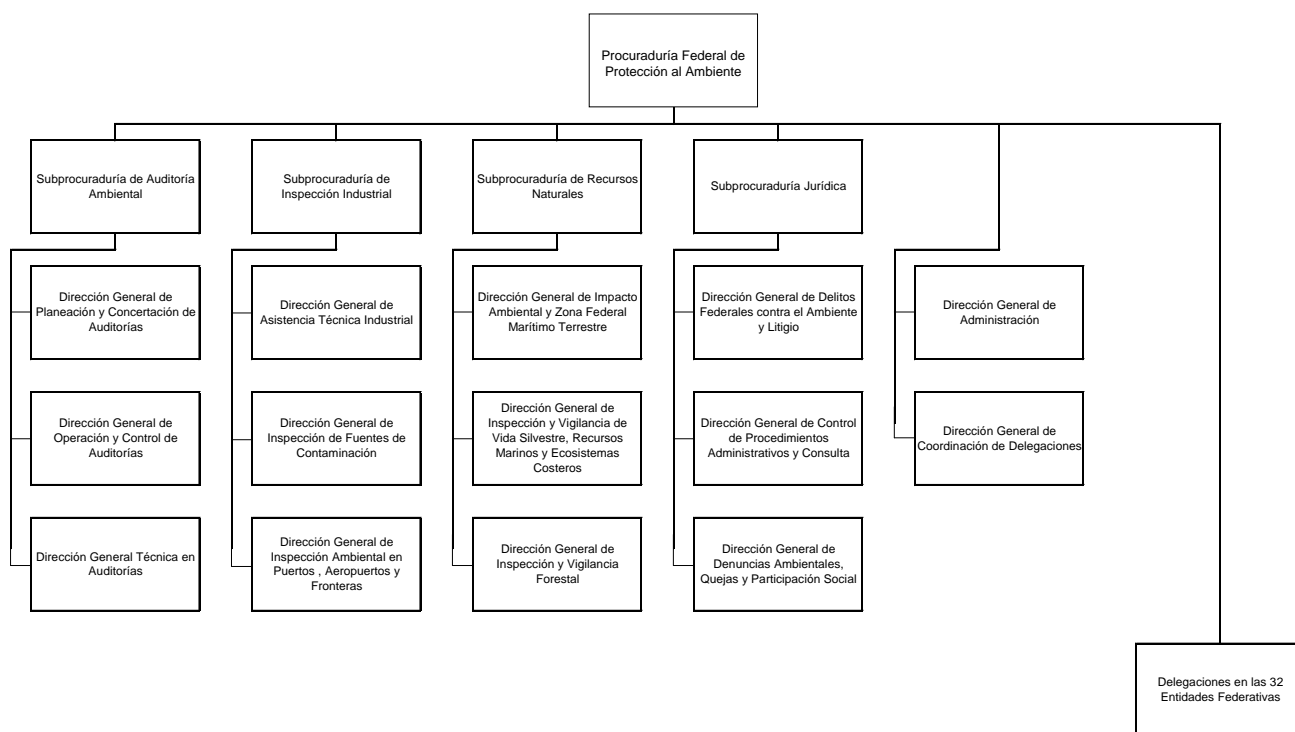 Procuraduría Federal de
Protección al Ambiente
Subprocuraduría de Auditoría
Ambiental
Subprocuraduría de
Inspección Industrial
Subprocuraduría de Recursos
Naturales
Subprocuraduría Jurídica
Dirección General de
Planeación y Concertación de
Auditorías
Dirección General de
Asistencia Técnica Industrial
Dirección General de Impacto
Ambiental y Zona Federal
Marítimo Terrestre
Dirección General de Delitos
Federales contra el Ambiente
y Litigio
Dirección General de
Administración
Dirección General de
Operación y Control de
Auditorías
Dirección General de
Inspección de Fuentes de
Contaminación
Dirección General de
Inspección y Vigilancia de
Vida Silvestre, Recursos
Marinos y Ecosistemas
Costeros
Dirección General de Control
de Procedimientos
Administrativos y Consulta
Dirección General de
Coordinación de Delegaciones
Dirección General Técnica en
Auditorías
Dirección General de
Inspección Ambiental en
Puertos , Aeropuertos y
Fronteras
Dirección General de
Inspección y Vigilancia
Forestal
Dirección General de
Denuncias Ambientales,
Quejas y Participación Social
Delegaciones en las 32
Entidades Federativas